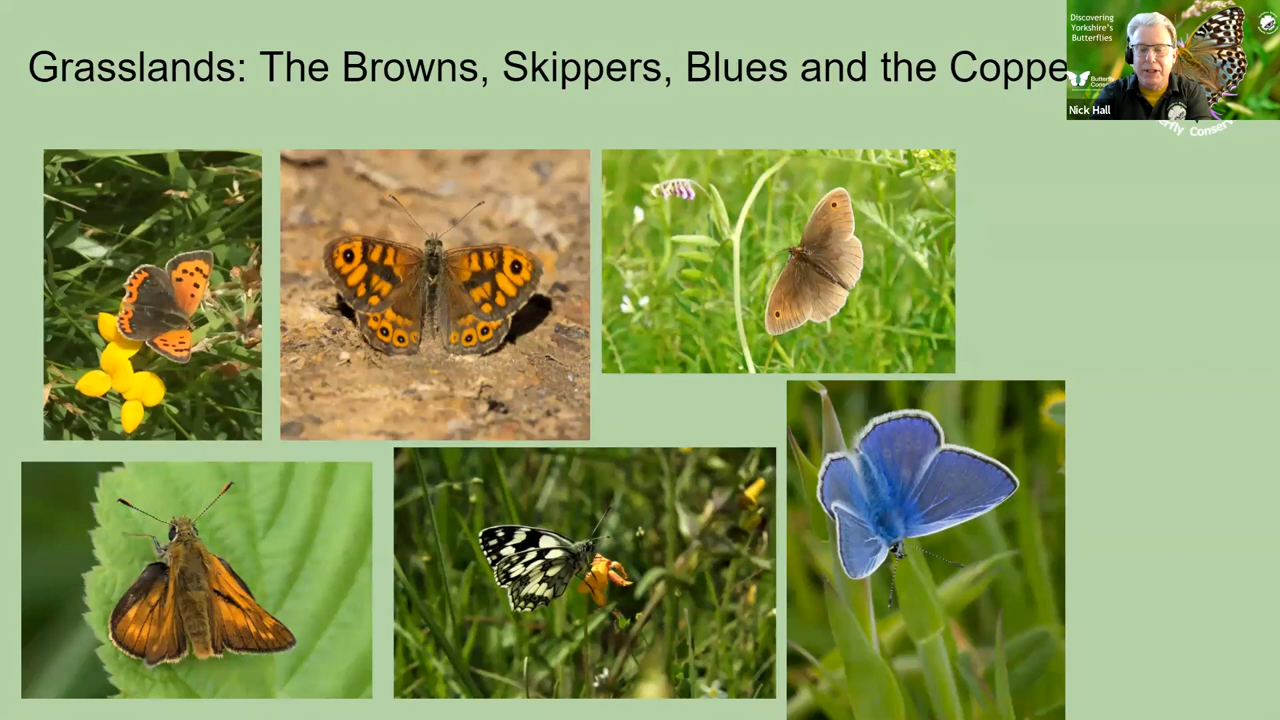 Grasslands: The Browns, Skippers, Blues and the Coppe
Discovering
Yorkshire's
Butterflies
Nick Hall